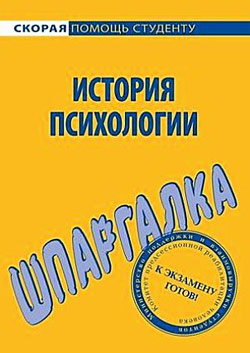 СКОРАЯ ПОМОЩЬ СТУДЕНТУ
ИСТОРИЯ
ПСИХОЛОГИИ
ШПАРГАЛКА
К ЭКЗАМЕНУ
ГОТОВ!